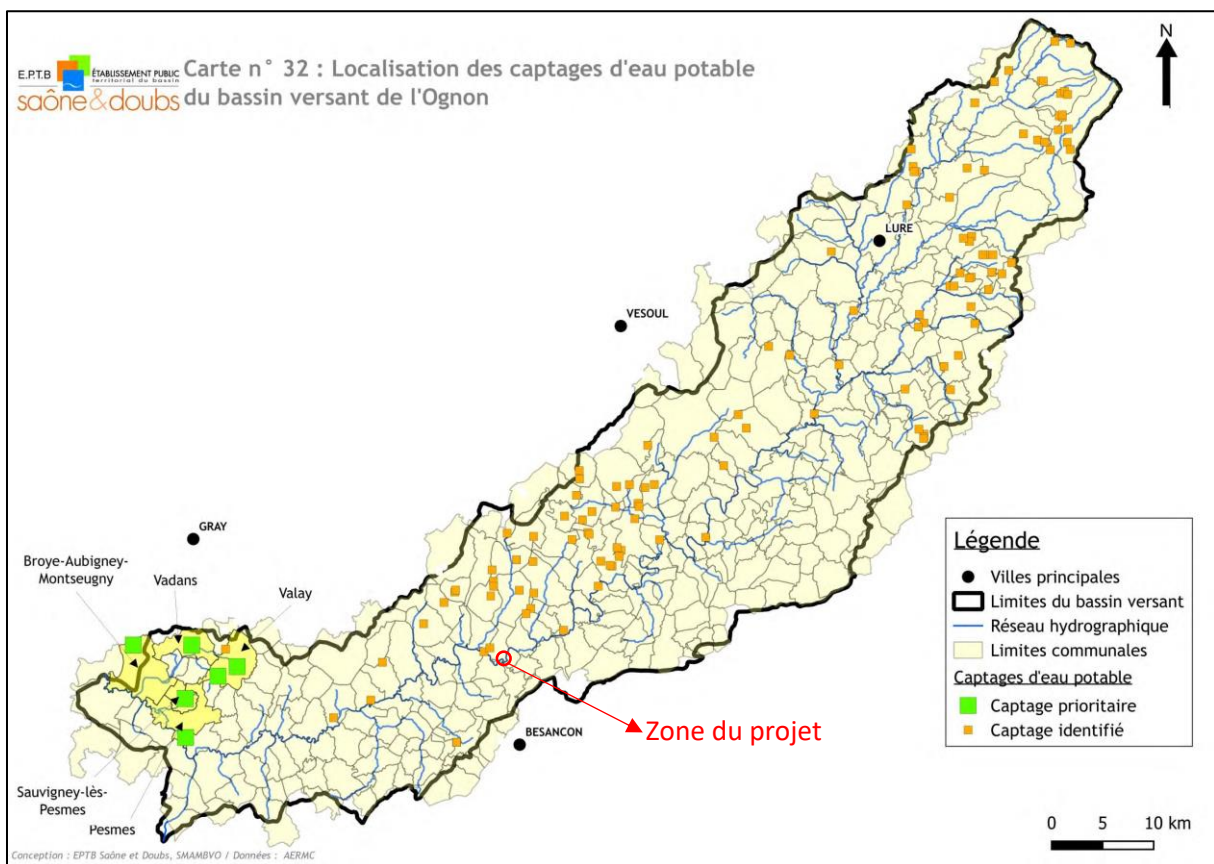 E.P.T.B
ÉTABLISSEMENT PUBLIC
territorial du bassin
saône & doubs
Carte n° 32 : Localisation des captages d'eau potable
du bassin versant de l'Ognon
N
LURE
VESOUL
GRAY
Broye-Aubigney-
Montseugny
Vadans
Valay
Zone du projet
BESANCON
Sauvigney-lès-
Pesmes
Pesmes
Légende
Villes principales
Limites du bassin versant
Réseau hydrographique
Limites communales
Captages d'eau potable
Captage prioritaire
Captage identifié
0 5 10 km
Conception : EPTB Saône et Doubs, SMAMBVO / Données : AERMC